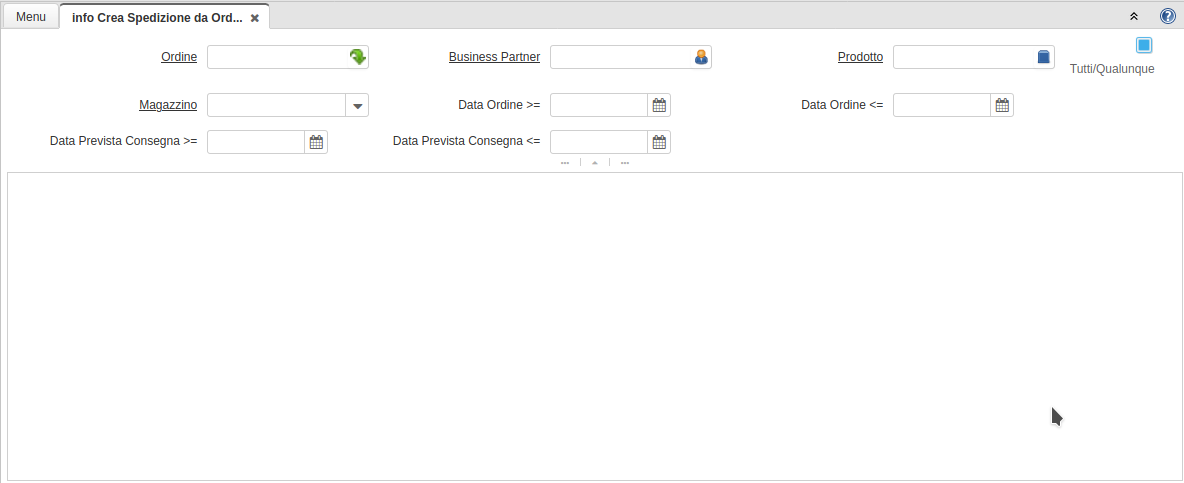 Menu
info Crea Spedizione da Ord...
Ordine
Business Partner
Prodotto
Tutti/Qualunque
Magazzino
Data Ordine >=
Data Ordine <=
Data Prevista Consegna >=
Data Prevista Consegna <=